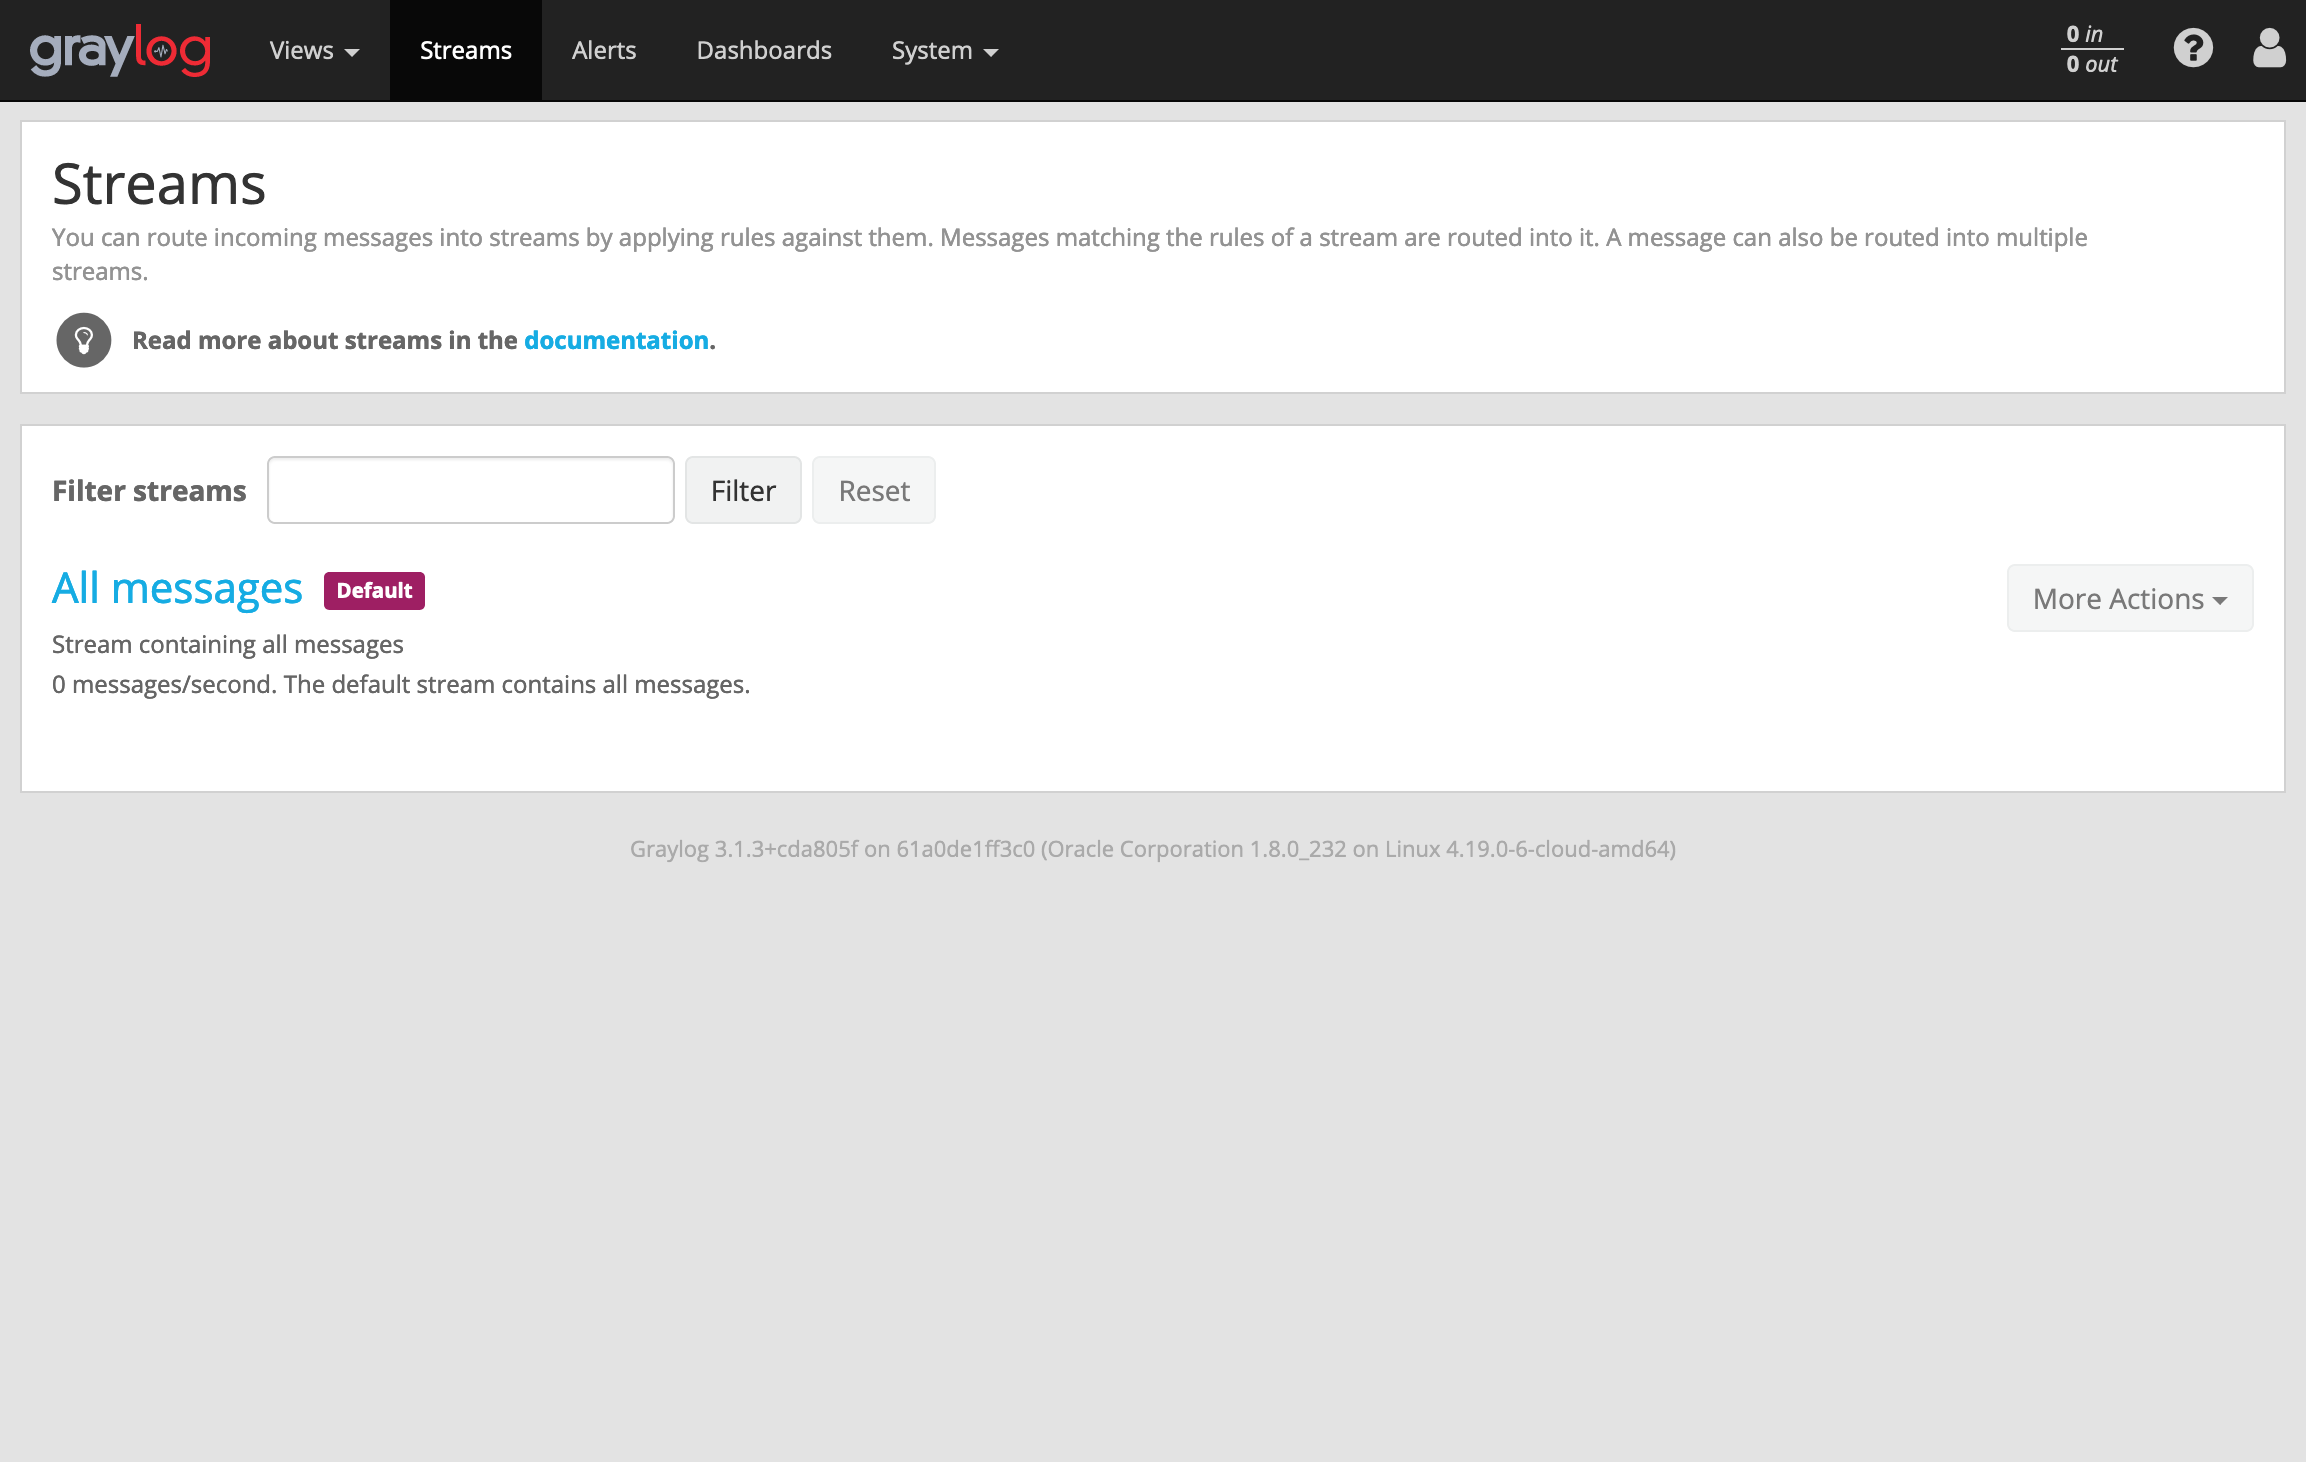 graylog
Views
Streams
Alerts
Dashboards
System
0 in
0 out
Streams
You can route incoming messages into streams by applying rules against them. Messages matching the rules of a stream are routed into it. A message can also be routed into multiple
streams.
Read more about streams in the documentation.
Filter streams
Filter
Reset
All messages
Default
More Actions
Stream containing all messages
0 messages/second. The default stream contains all messages.
Graylog 3.1.3+cda805f on 61a0de1ff3c0 (Oracle Corporation 1.8.0_232 on Linux 4.19.0-6-cloud-amd64)